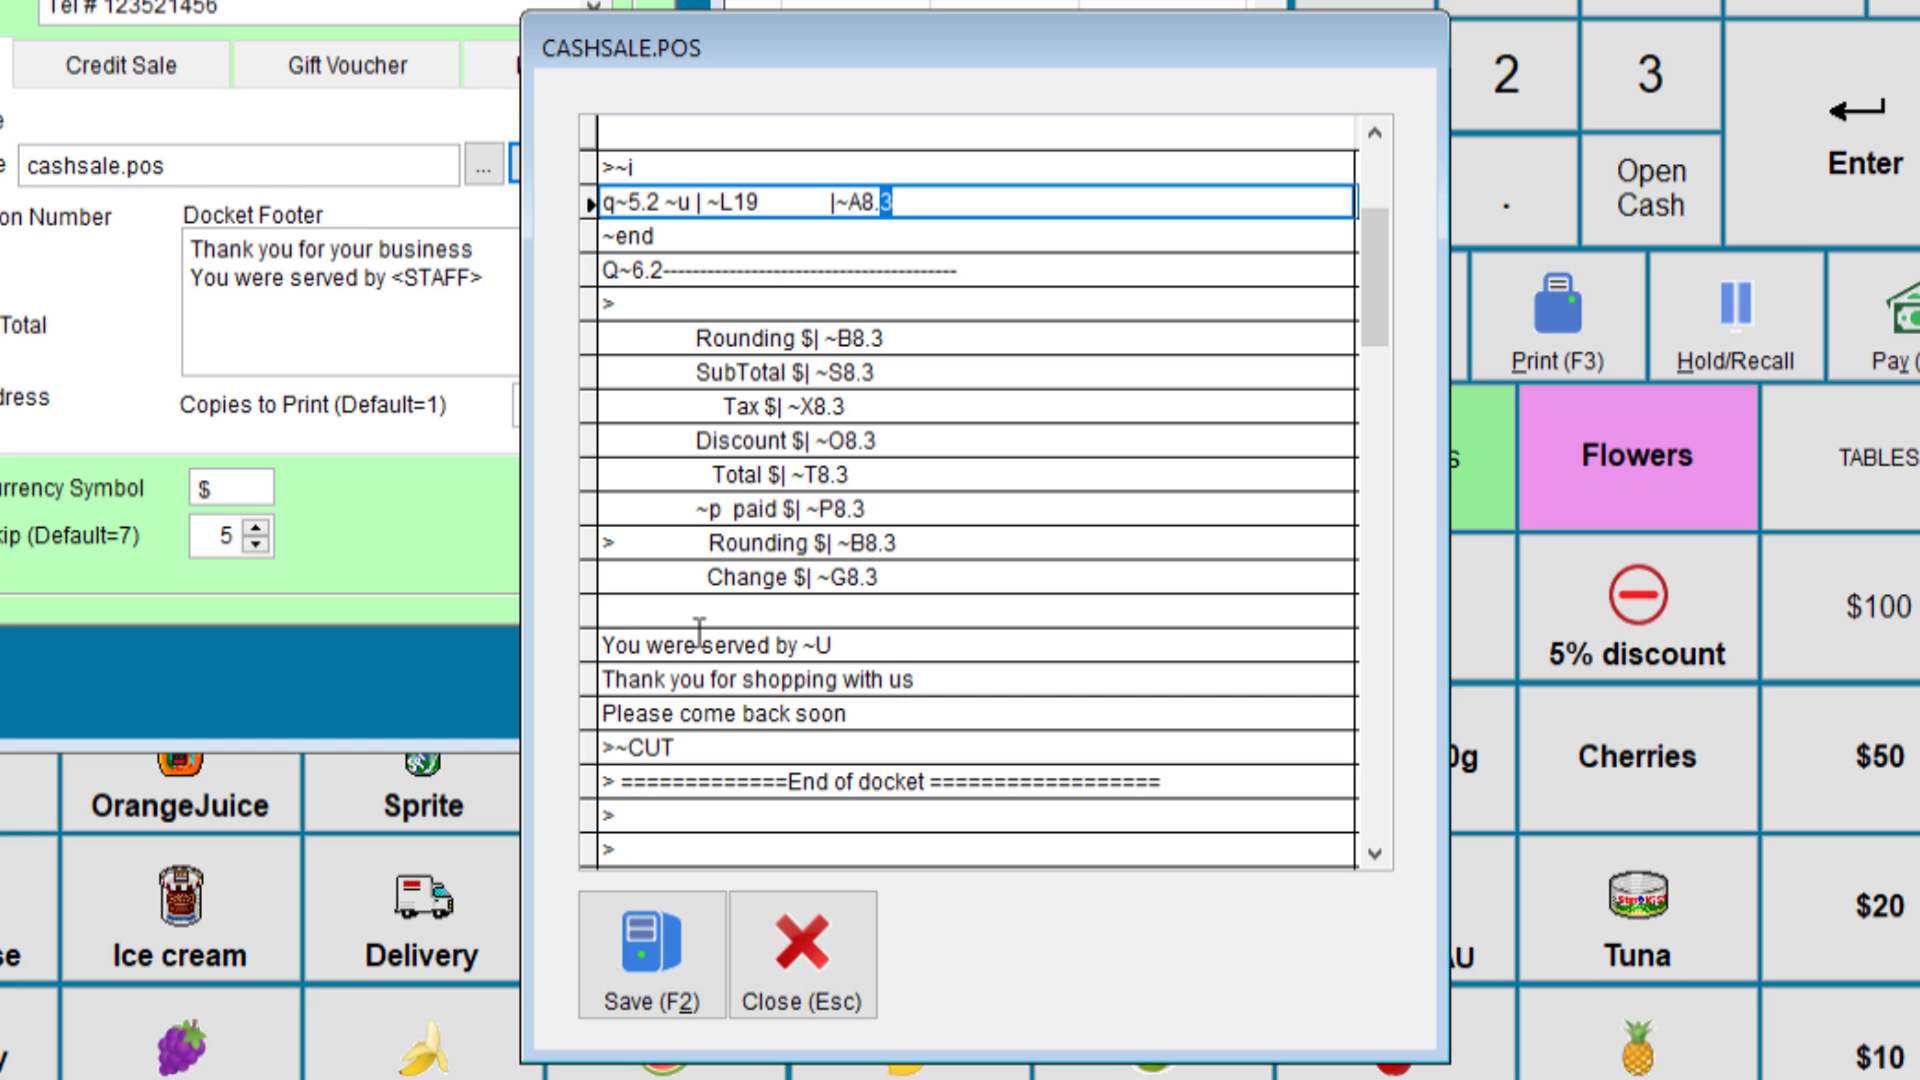 Tel # 123521456
Credit Sale
Gift Voucher
cashsale.pos
...
on Number
Docket Footer
Thank you for your business
You were served by <STAFF>
Total
dress
Copies to Print (Default=1)
rrency Symbol
$
kip (Default=7)
5
CASHSALE.POS
>~i
q~5.2 ~u | ~L19 |~A8.3
~end
Q~6.2----------------------------------------
>
Rounding $| ~B8.3
SubTotal $| ~S8.3
Tax $| ~X8.3
Discount $| ~O8.3
Total $| ~T8.3
~p paid $| ~P8.3
> Rounding $| ~B8.3
Change $| ~G8.3
You were served by ~U
Thank you for shopping with us
Please come back soon
>~CUT
> =============End of docket ==================
>
>
Save (F2)
Close (Esc)
2
3
.
Open
Cash
Enter
Print (F3)
Hold/Recall
Pay (
S
Flowers
TABLES
5% discount
$100
0g
Cherries
$50
AU
Tuna
$20
$10
OrangeJuice
Sprite
se
Ice cream
Delivery
y